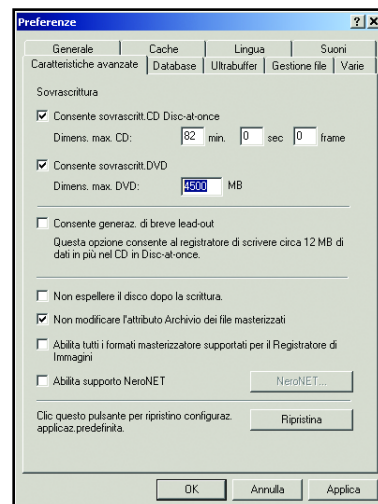 Preferenze
Generale Cache Lingua Suoni
Caratteristiche avanzate Database Ultrabuffer Gestione file Varie
Sovrascrittura
Consente sovrascritt.CD Disc-at-once
Dimens. max. CD: 82 min. 0 sec 0 frame
Consente sovrascritt.DVD
Dimens. max. DVD: 4500 MB
Consente generaz. di breve lead-out
Questa opzione consente al registratore di scrivere circa 12 MB di
dati in più nel CD in Disc-at-once.
Non espellere il disco dopo la scrittura.
Non modificare l'attributo Archivio dei file masterizzati
Abilita tutti i formati masterizzatore supportati per il Registratore di
Immagini
Abilita supporto NeroNET NeroNET...
Clic questo pulsante per ripristino configuraz.
applicaz.predefinita. Ripristina
OK Annulla Applica